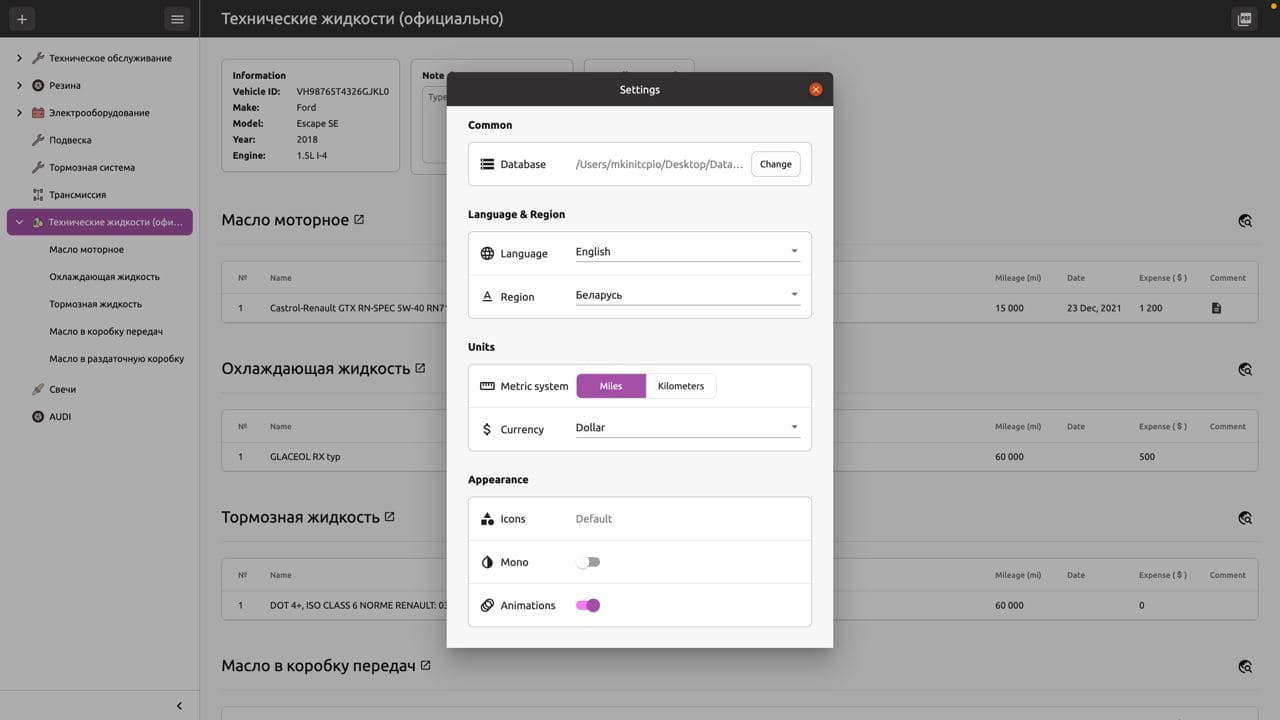 Технические жидкости (официально)
PDF
Техническое обслуживание
Резина
Электрооборудование
Подвеска
Тормозная система
Трансмиссия
Технические жидкости (офи...
Масло моторное
Охлаждающая жидкость
Тормозная жидкость
Масло в коробку передач
Масло в раздаточную коробку
Свечи
AUDI
Information
Vehicle ID: VH98765T4326GJKL0
Make: Ford
Model: Escape SE
Year: 2018
Engine: 1.5L I-4
Note
Type
Масло моторное
№ Name Mileage (mi) Date Expense ( $ ) Comment
1 Castrol-Renault GTX RN-SPEC 5W-40 RN71 15 000 23 Dec, 2021 1 200
Охлаждающая жидкость
№ Name Mileage (mi) Date Expense ( $ ) Comment
1 GLACEOL RX typ 60 000 500
Тормозная жидкость
№ Name Mileage (mi) Date Expense ( $ ) Comment
1 DOT 4+, ISO CLASS 6 NORME RENAULT: 03 60 000 0
Масло в коробку передач
Settings
Common
Database /Users/mkinitcpio/Desktop/Data... Change
Language & Region
Language English
Region Беларусь
Units
Metric system Miles Kilometers
Currency Dollar
Appearance
Icons Default
Mono
Animations